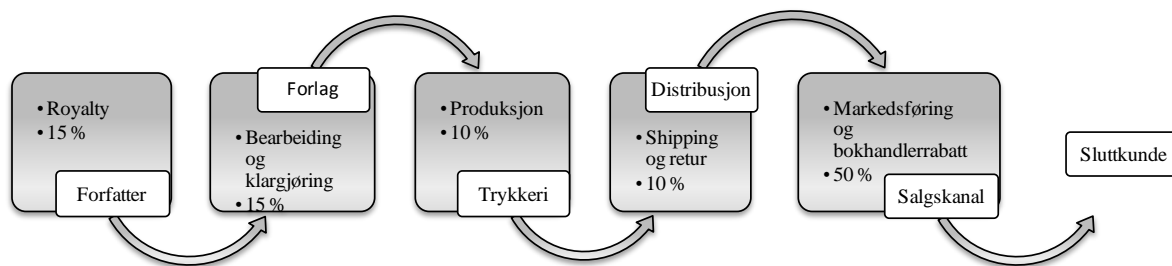 • Royalty
• 15 %
Forfatter
Forlag
• Bearbeiding
og
klargjøring
• 15 %
• Produksjon
• 10 %
Trykkeri
Distribusjon
• Shipping
og retur
• 10 %
• Markedsføring
og
bokhandlerrabatt
• 50 %
Salgskanal
Sluttkunde